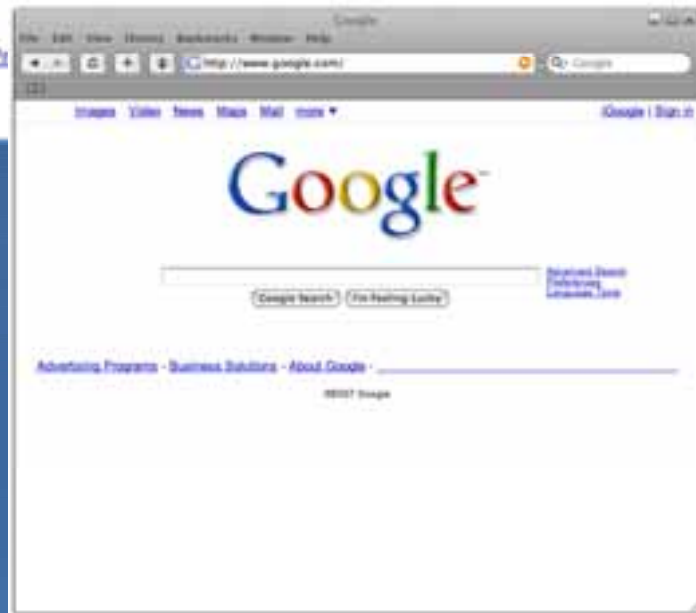 Google
File Edit View History Bookmarks Window Help
http://www.google.com/
Google
Images Video News Maps Mail more ▼
iGoogle | Sign in
Google™
Advanced Search
Preferences
Language Tools
Google Search I'm Feeling Lucky
Advertising Programs - Business Solutions - About Google -
©2007 Google